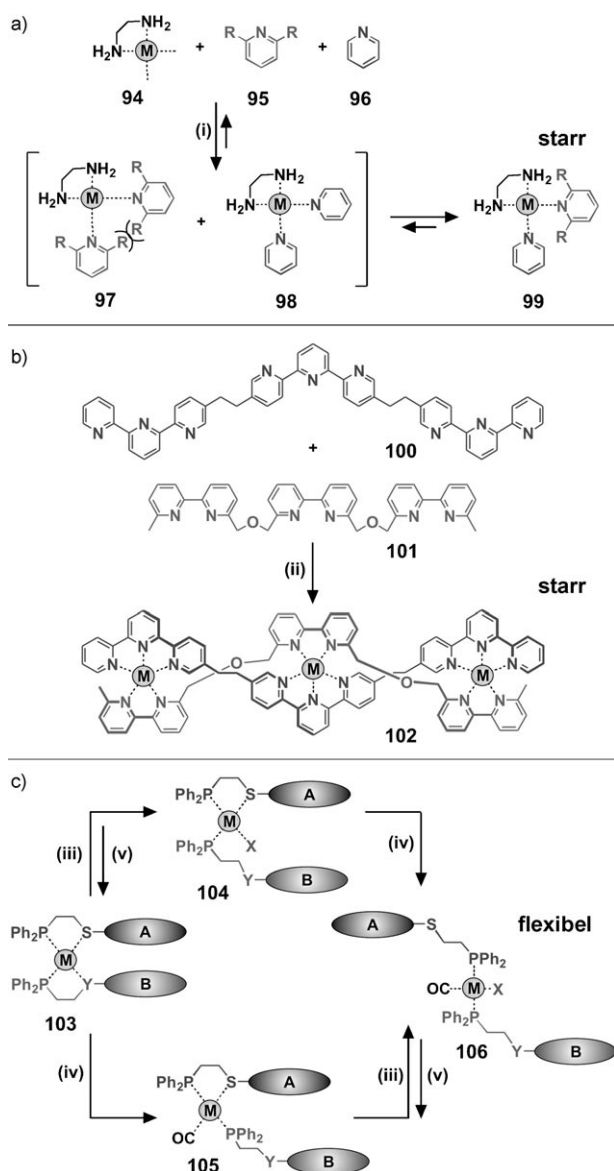 a)
NH2
H2N M + R N R + N
94 95 96
(i)
starr
NH2 R
H2N M N
R N R R
97
+
NH2
H2N M N
N
98
NH2 R
H2N M N
N R
99
b)
N N N N N N N N N
+ 100
N N O N N O N N
101
(ii)
starr
N N N O N N N N N
M M M
N N N N N O N N
102
c)
Ph2P S A
M
Ph2P X
Y B
104
(iii) (v)
(iv)
Ph2P S A
M
Ph2P Y B
103
flexibel
A S
PPh2
OC M X
Ph2P
Y B
106
(iv)
Ph2P S A
M
OC PPh2
Y B
105
(iii) (v)